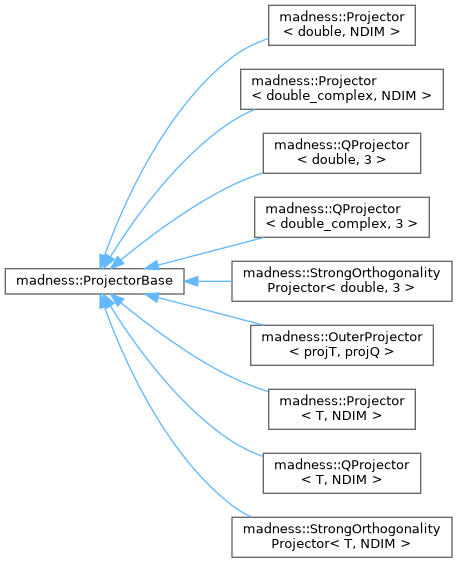 madness::Projector
< double, NDIM >
madness::Projector
< double_complex, NDIM >
madness::QProjector
< double, 3 >
madness::QProjector
< double_complex, 3 >
madness::ProjectorBase
madness::StrongOrthogonality
Projector< double, 3 >
madness::OuterProjector
< projT, projQ >
madness::Projector
< T, NDIM >
madness::QProjector
< T, NDIM >
madness::StrongOrthogonality
Projector< T, NDIM >